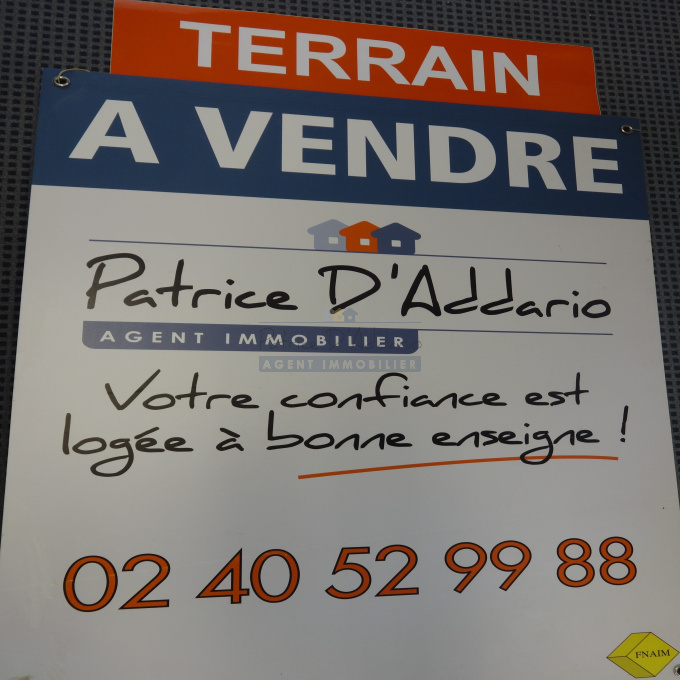 TERRAIN
A VENDRE
Patrice D'Addario
AGENT IMMOBILIER
AGENT IMMOBILIER
Votre confiance est
logée à bonne enseigne !
02 40 52 99 88
FNAIM